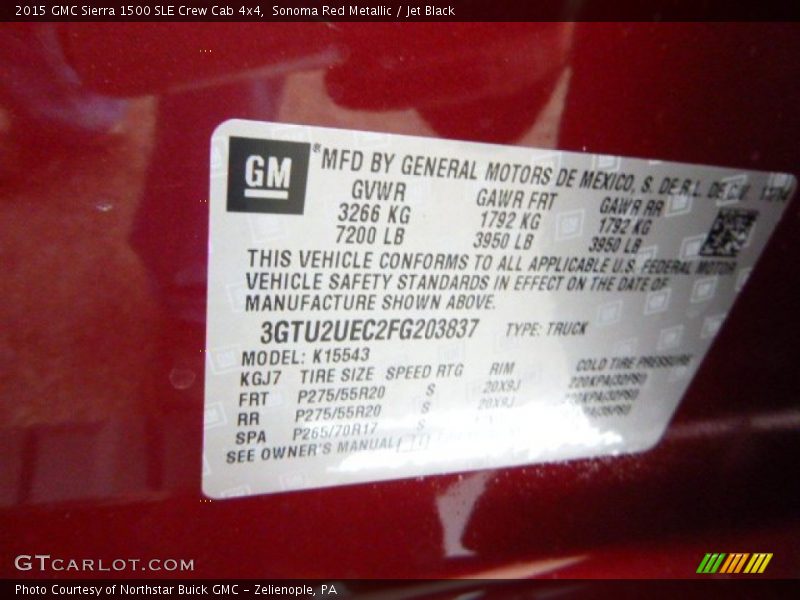 2015 GMC Sierra 1500 SLE Crew Cab 4x4, Sonoma Red Metallic / Jet Black
GM ® MFD BY GENERAL MOTORS DE MEXICO, S. DE R.L. DE C.V.
GVWR GAWR FRT GAWR RR
3266 KG 1792 KG 1792 KG
7200 LB 3950 LB 3950 LB
THIS VEHICLE CONFORMS TO ALL APPLICABLE U.S. FEDERAL MOTOR
VEHICLE SAFETY STANDARDS IN EFFECT ON THE DATE OF
MANUFACTURE SHOWN ABOVE.
3GTU2UEC2FG203837 TYPE: TRUCK
MODEL: K15543
KGJ7 TIRE SIZE SPEED RTG RIM COLD TIRE PRESSURE
FRT P275/55R20 S 20X9J 220KPA(32PSI)
RR P275/55R20 S 20X9J 220KPA(32PSI)
SPA P265/70R17 S
SEE OWNER'S MANUAL
GTCARLOT.COM
Photo Courtesy of Northstar Buick GMC - Zelienople, PA